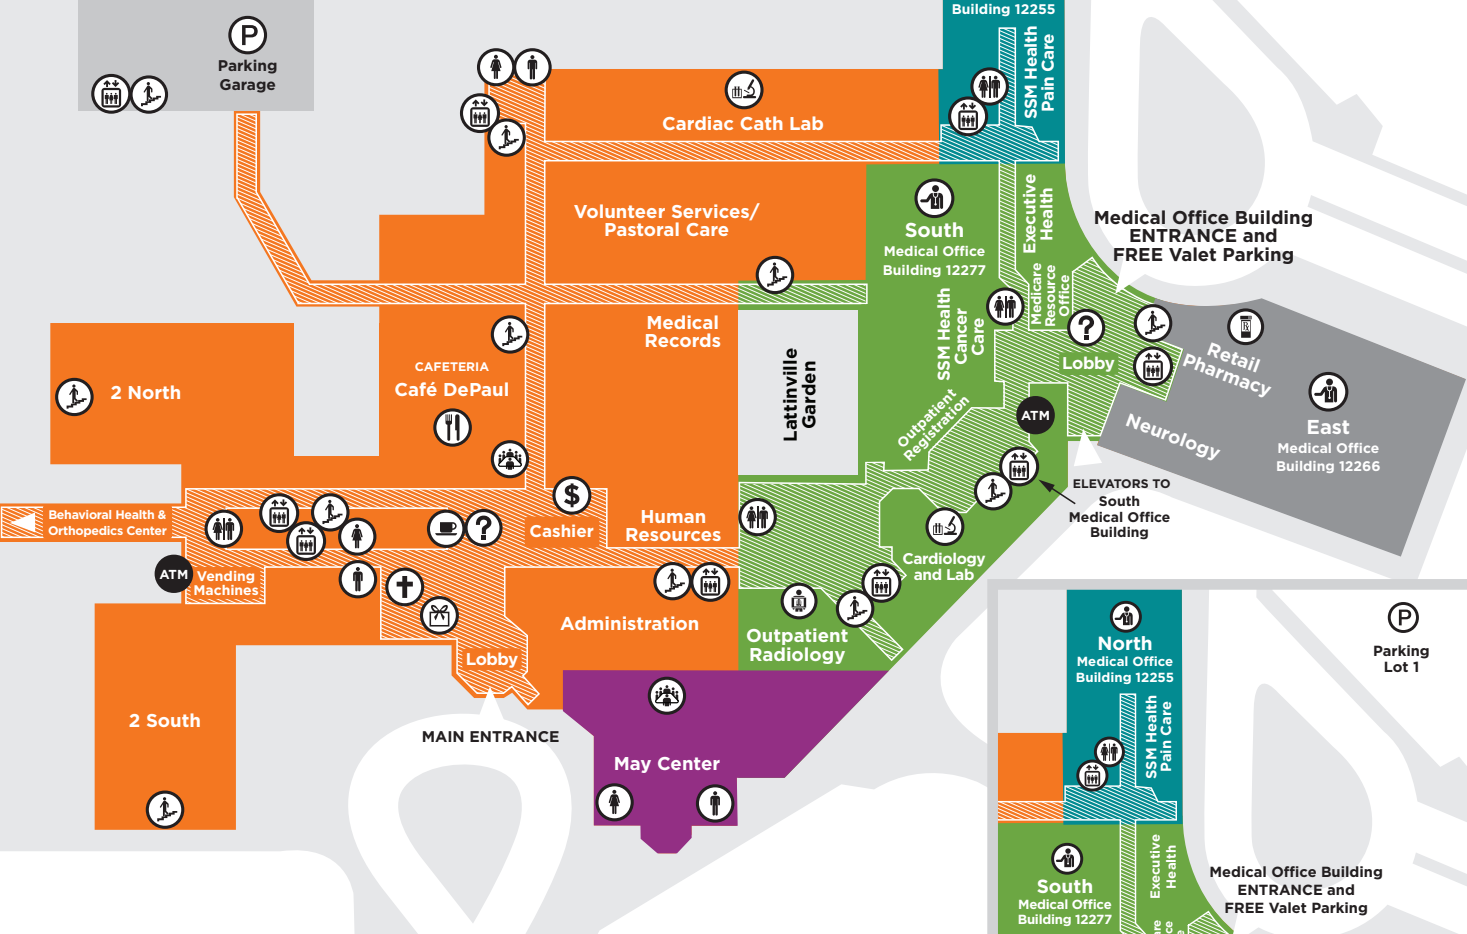 Building 12255
SSM Health
Pain Care
P
Parking
Garage
Cardiac Cath Lab
Volunteer Services/
Pastoral Care
South
Medical Office
Building 12277
Executive
Health
Medical Office Building
ENTRANCE and
FREE Valet Parking
Medicare
Resource
Office
SSM Health
Cancer
Care
?
Lobby
Retail
Pharmacy
East
Medical Office
Building 12266
Neurology
Medical
Records
CAFETERIA
Café DePaul
Lattinville
Garden
2 North
Outpatient
Registration
ATM
ELEVATORS TO
South
Medical Office
Building
Behavioral Health &
Orthopedics Center
?
$
Cashier
Human
Resources
Cardiology
and Lab
ATM
Vending
Machines
Administration
Outpatient
Radiology
Lobby
2 South
MAIN ENTRANCE
May Center
North
Medical Office
Building 12255
P
Parking
Lot 1
SSM Health
Pain Care
South
Medical Office
Building 12277
Executive
Health
Medical Office Building
ENTRANCE and
FREE Valet Parking